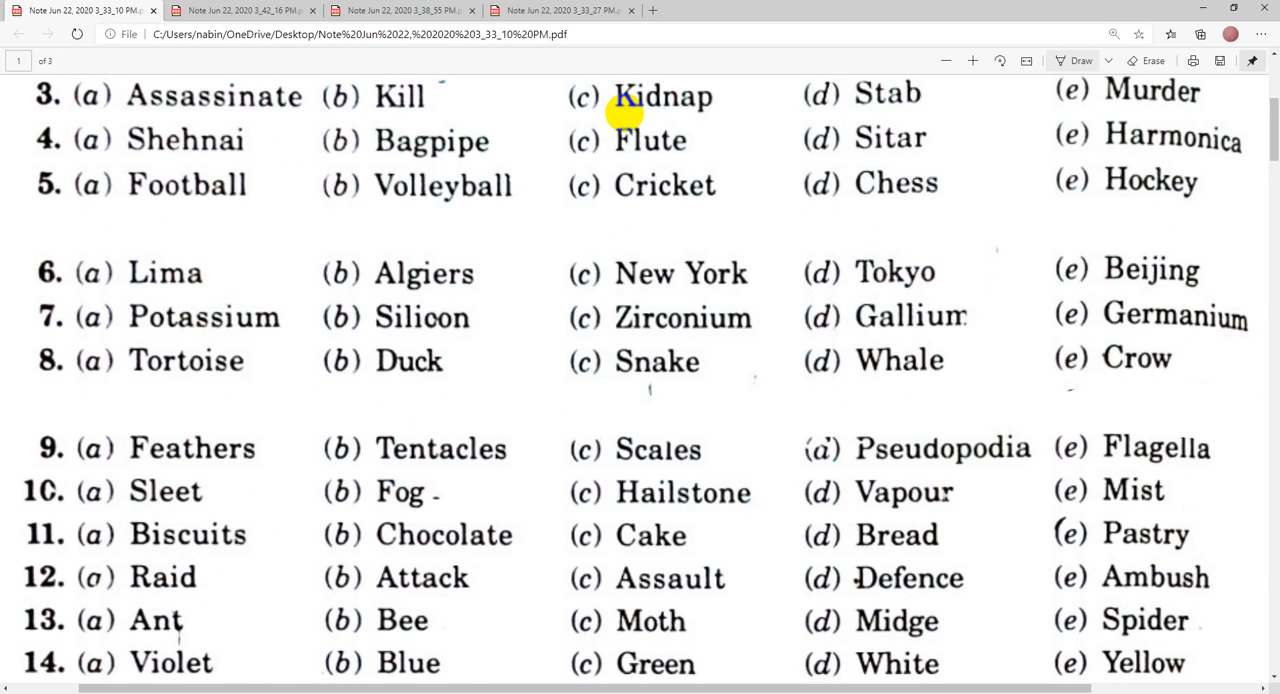 Note Jun 22, 2020 3_33_10 PM.p Note Jun 22, 2020 3_42_16 PM.p Note Jun 22, 2020 3_38_55 PM.p Note Jun 22, 2020 3_33_27 PM.p
File C:/Users/nabin/OneDrive/Desktop/Note%20Jun%2022,%202020%203_33_10%20PM.pdf
1 of 3 Draw Erase
3. (a) Assassinate (b) Kill (c) Kidnap (d) Stab (e) Murder
4. (a) Shehnai (b) Bagpipe (c) Flute (d) Sitar (e) Harmonica
5. (a) Football (b) Volleyball (c) Cricket (d) Chess (e) Hockey
6. (a) Lima (b) Algiers (c) New York (d) Tokyo (e) Beijing
7. (a) Potassium (b) Silicon (c) Zirconium (d) Gallium (e) Germanium
8. (a) Tortoise (b) Duck (c) Snake (d) Whale (e) Crow
9. (a) Feathers (b) Tentacles (c) Scales (d) Pseudopodia (e) Flagella
10. (a) Sleet (b) Fog (c) Hailstone (d) Vapour (e) Mist
11. (a) Biscuits (b) Chocolate (c) Cake (d) Bread (e) Pastry
12. (a) Raid (b) Attack (c) Assault (d) Defence (e) Ambush
13. (a) Ant (b) Bee (c) Moth (d) Midge (e) Spider
14. (a) Violet (b) Blue (c) Green (d) White (e) Yellow